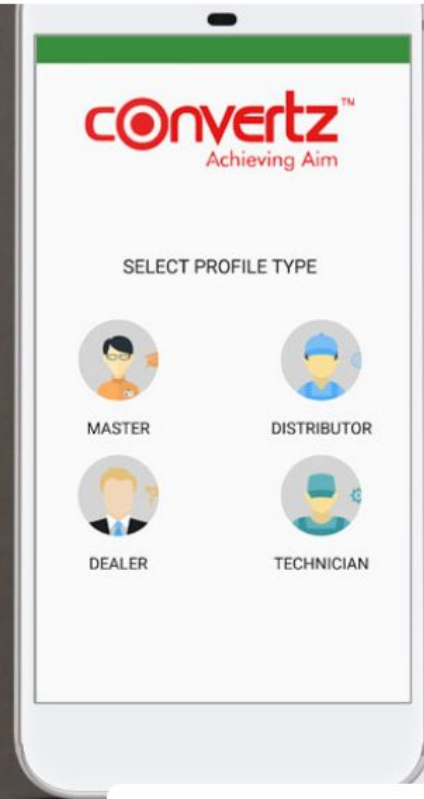 convertz™
Achieving Aim
SELECT PROFILE TYPE
MASTER
DISTRIBUTOR
DEALER
TECHNICIAN